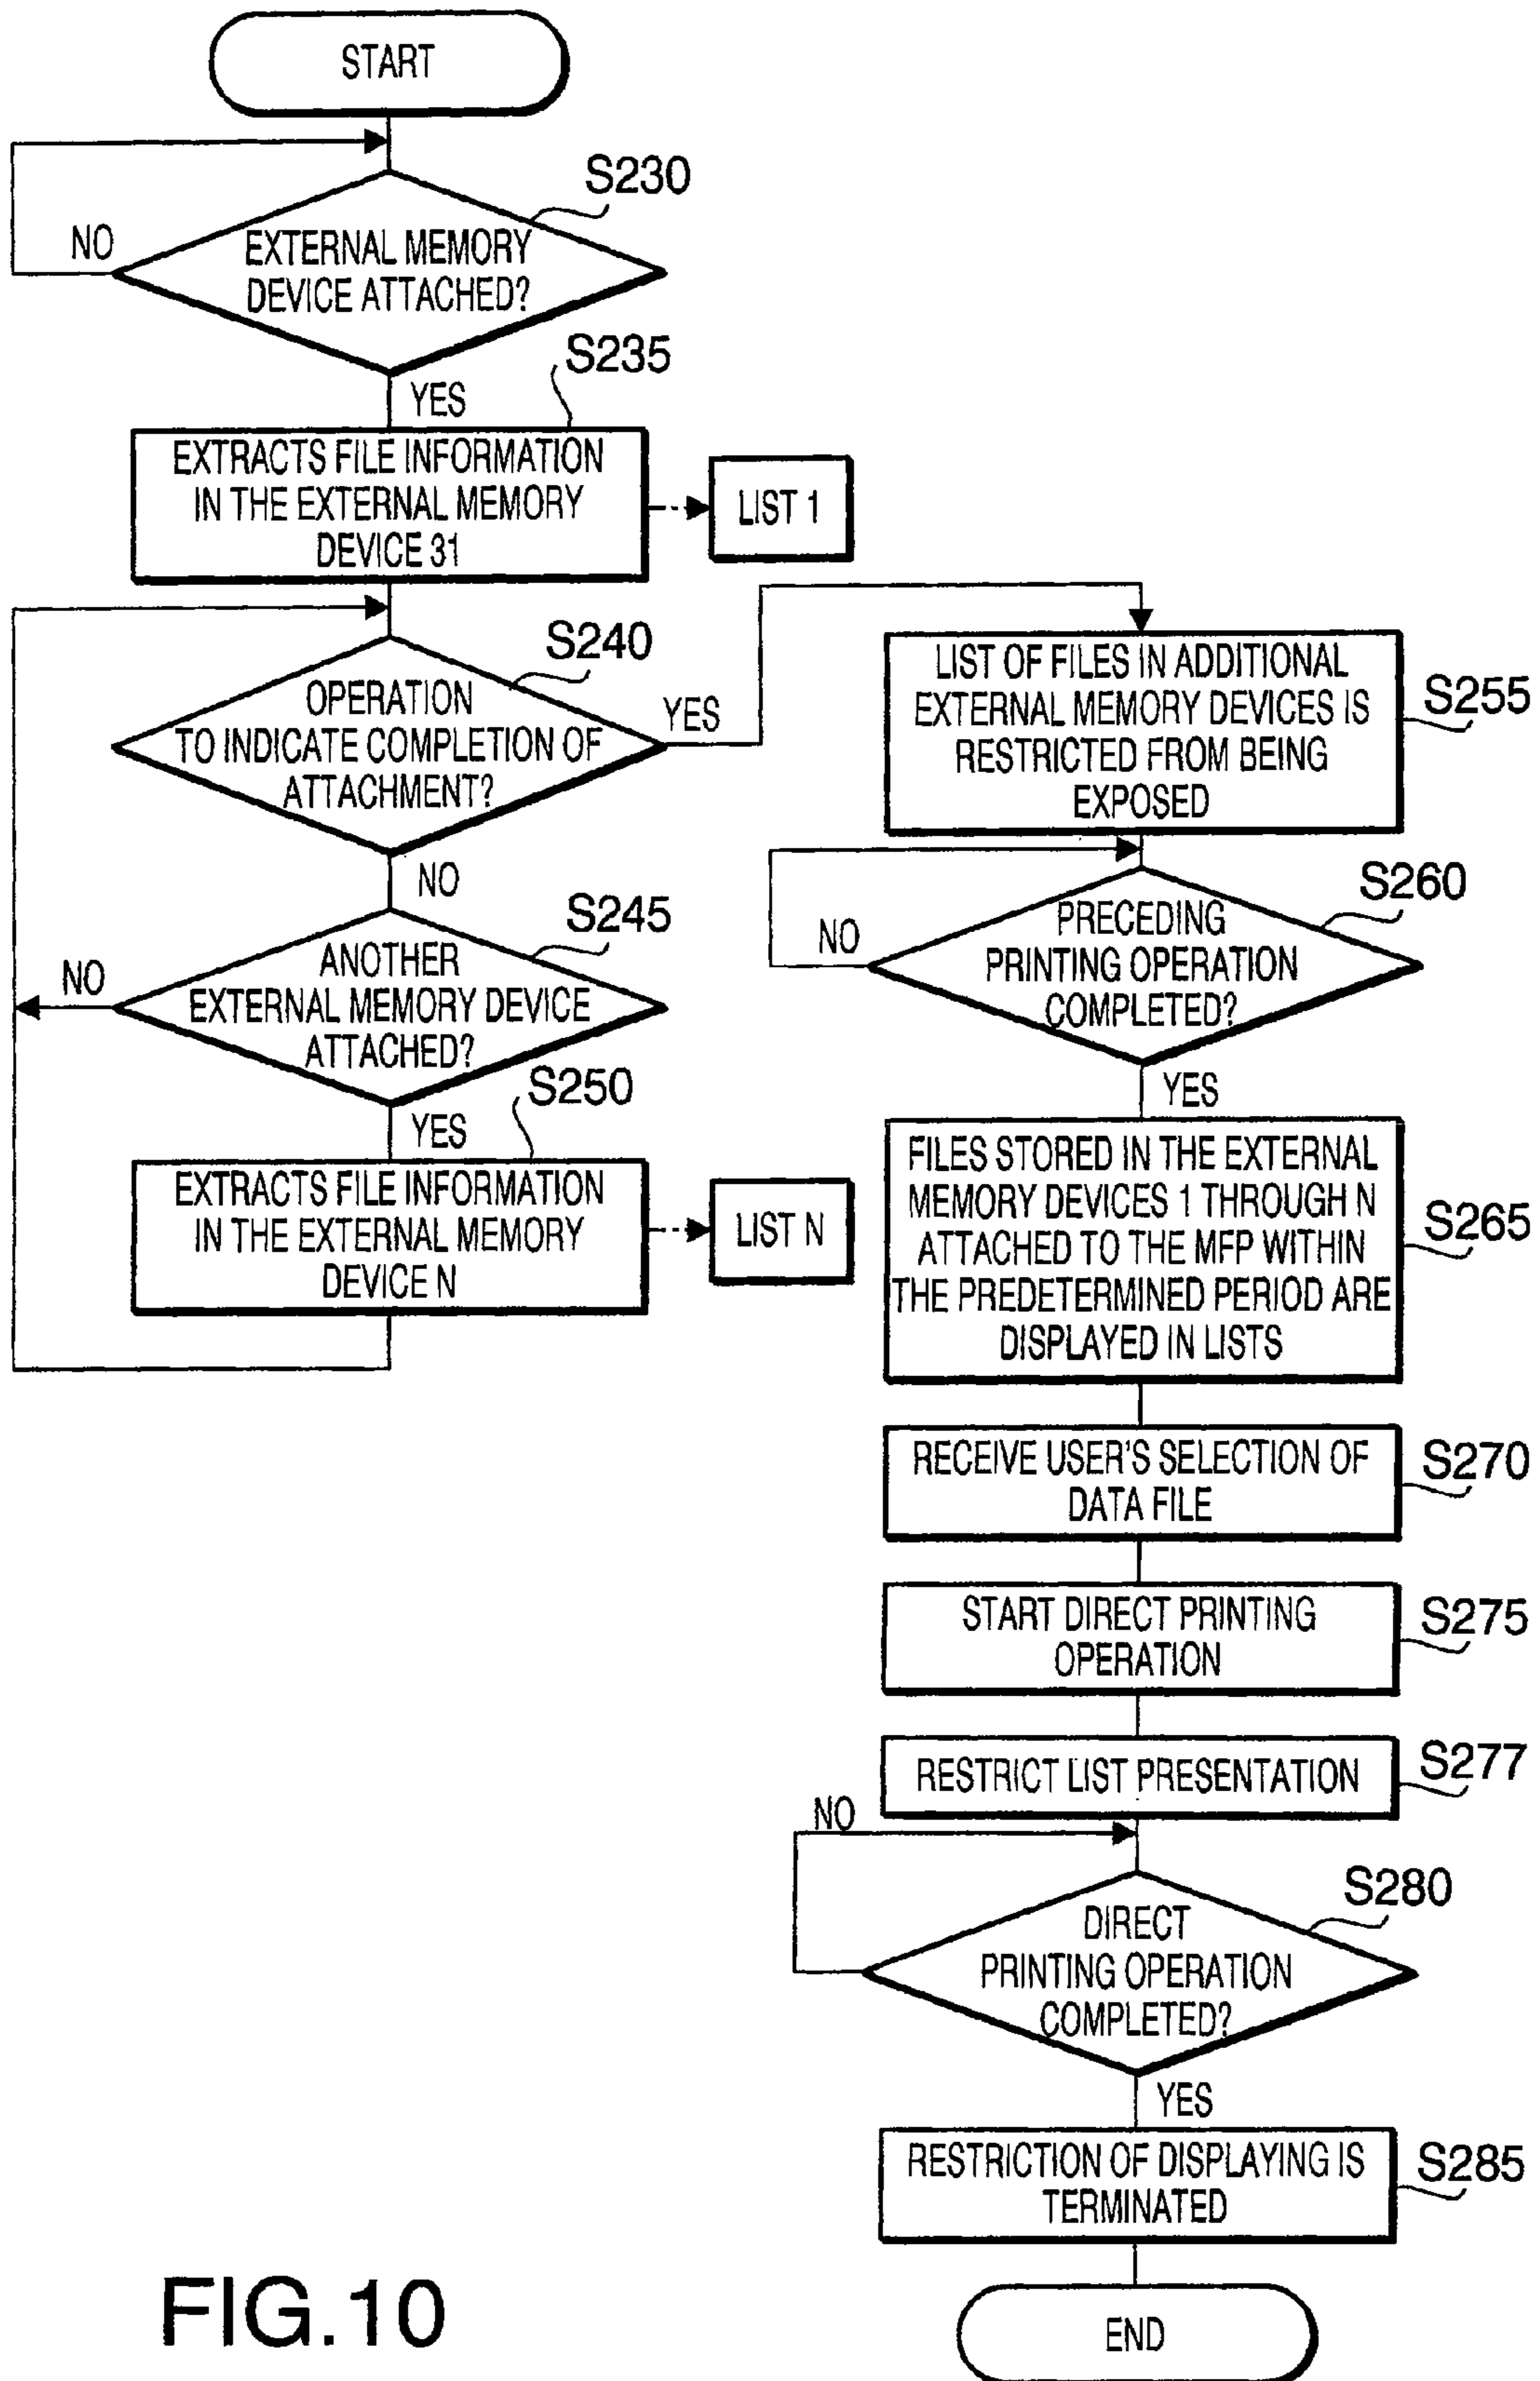 START
S230
NO
EXTERNAL MEMORY
DEVICE ATTACHED?
YES
S235
EXTRACTS FILE INFORMATION
IN THE EXTERNAL MEMORY
DEVICE 31
LIST 1
S240
OPERATION
TO INDICATE COMPLETION OF
ATTACHMENT?
YES
NO
S245
ANOTHER
EXTERNAL MEMORY DEVICE
ATTACHED?
NO
YES
S250
EXTRACTS FILE INFORMATION
IN THE EXTERNAL MEMORY
DEVICE N
LIST N
LIST OF FILES IN ADDITIONAL
EXTERNAL MEMORY DEVICES IS
RESTRICTED FROM BEING
EXPOSED
S255
S260
PRECEDING
PRINTING OPERATION
COMPLETED?
NO
YES
FILES STORED IN THE EXTERNAL
MEMORY DEVICES 1 THROUGH N
ATTACHED TO THE MFP WITHIN
THE PREDETERMINED PERIOD ARE
DISPLAYED IN LISTS
S265
RECEIVE USER'S SELECTION OF
DATA FILE
S270
START DIRECT PRINTING
OPERATION
S275
RESTRICT LIST PRESENTATION
S277
NO
S280
DIRECT
PRINTING OPERATION
COMPLETED?
YES
RESTRICTION OF DISPLAYING IS
TERMINATED
S285
END
FIG.10